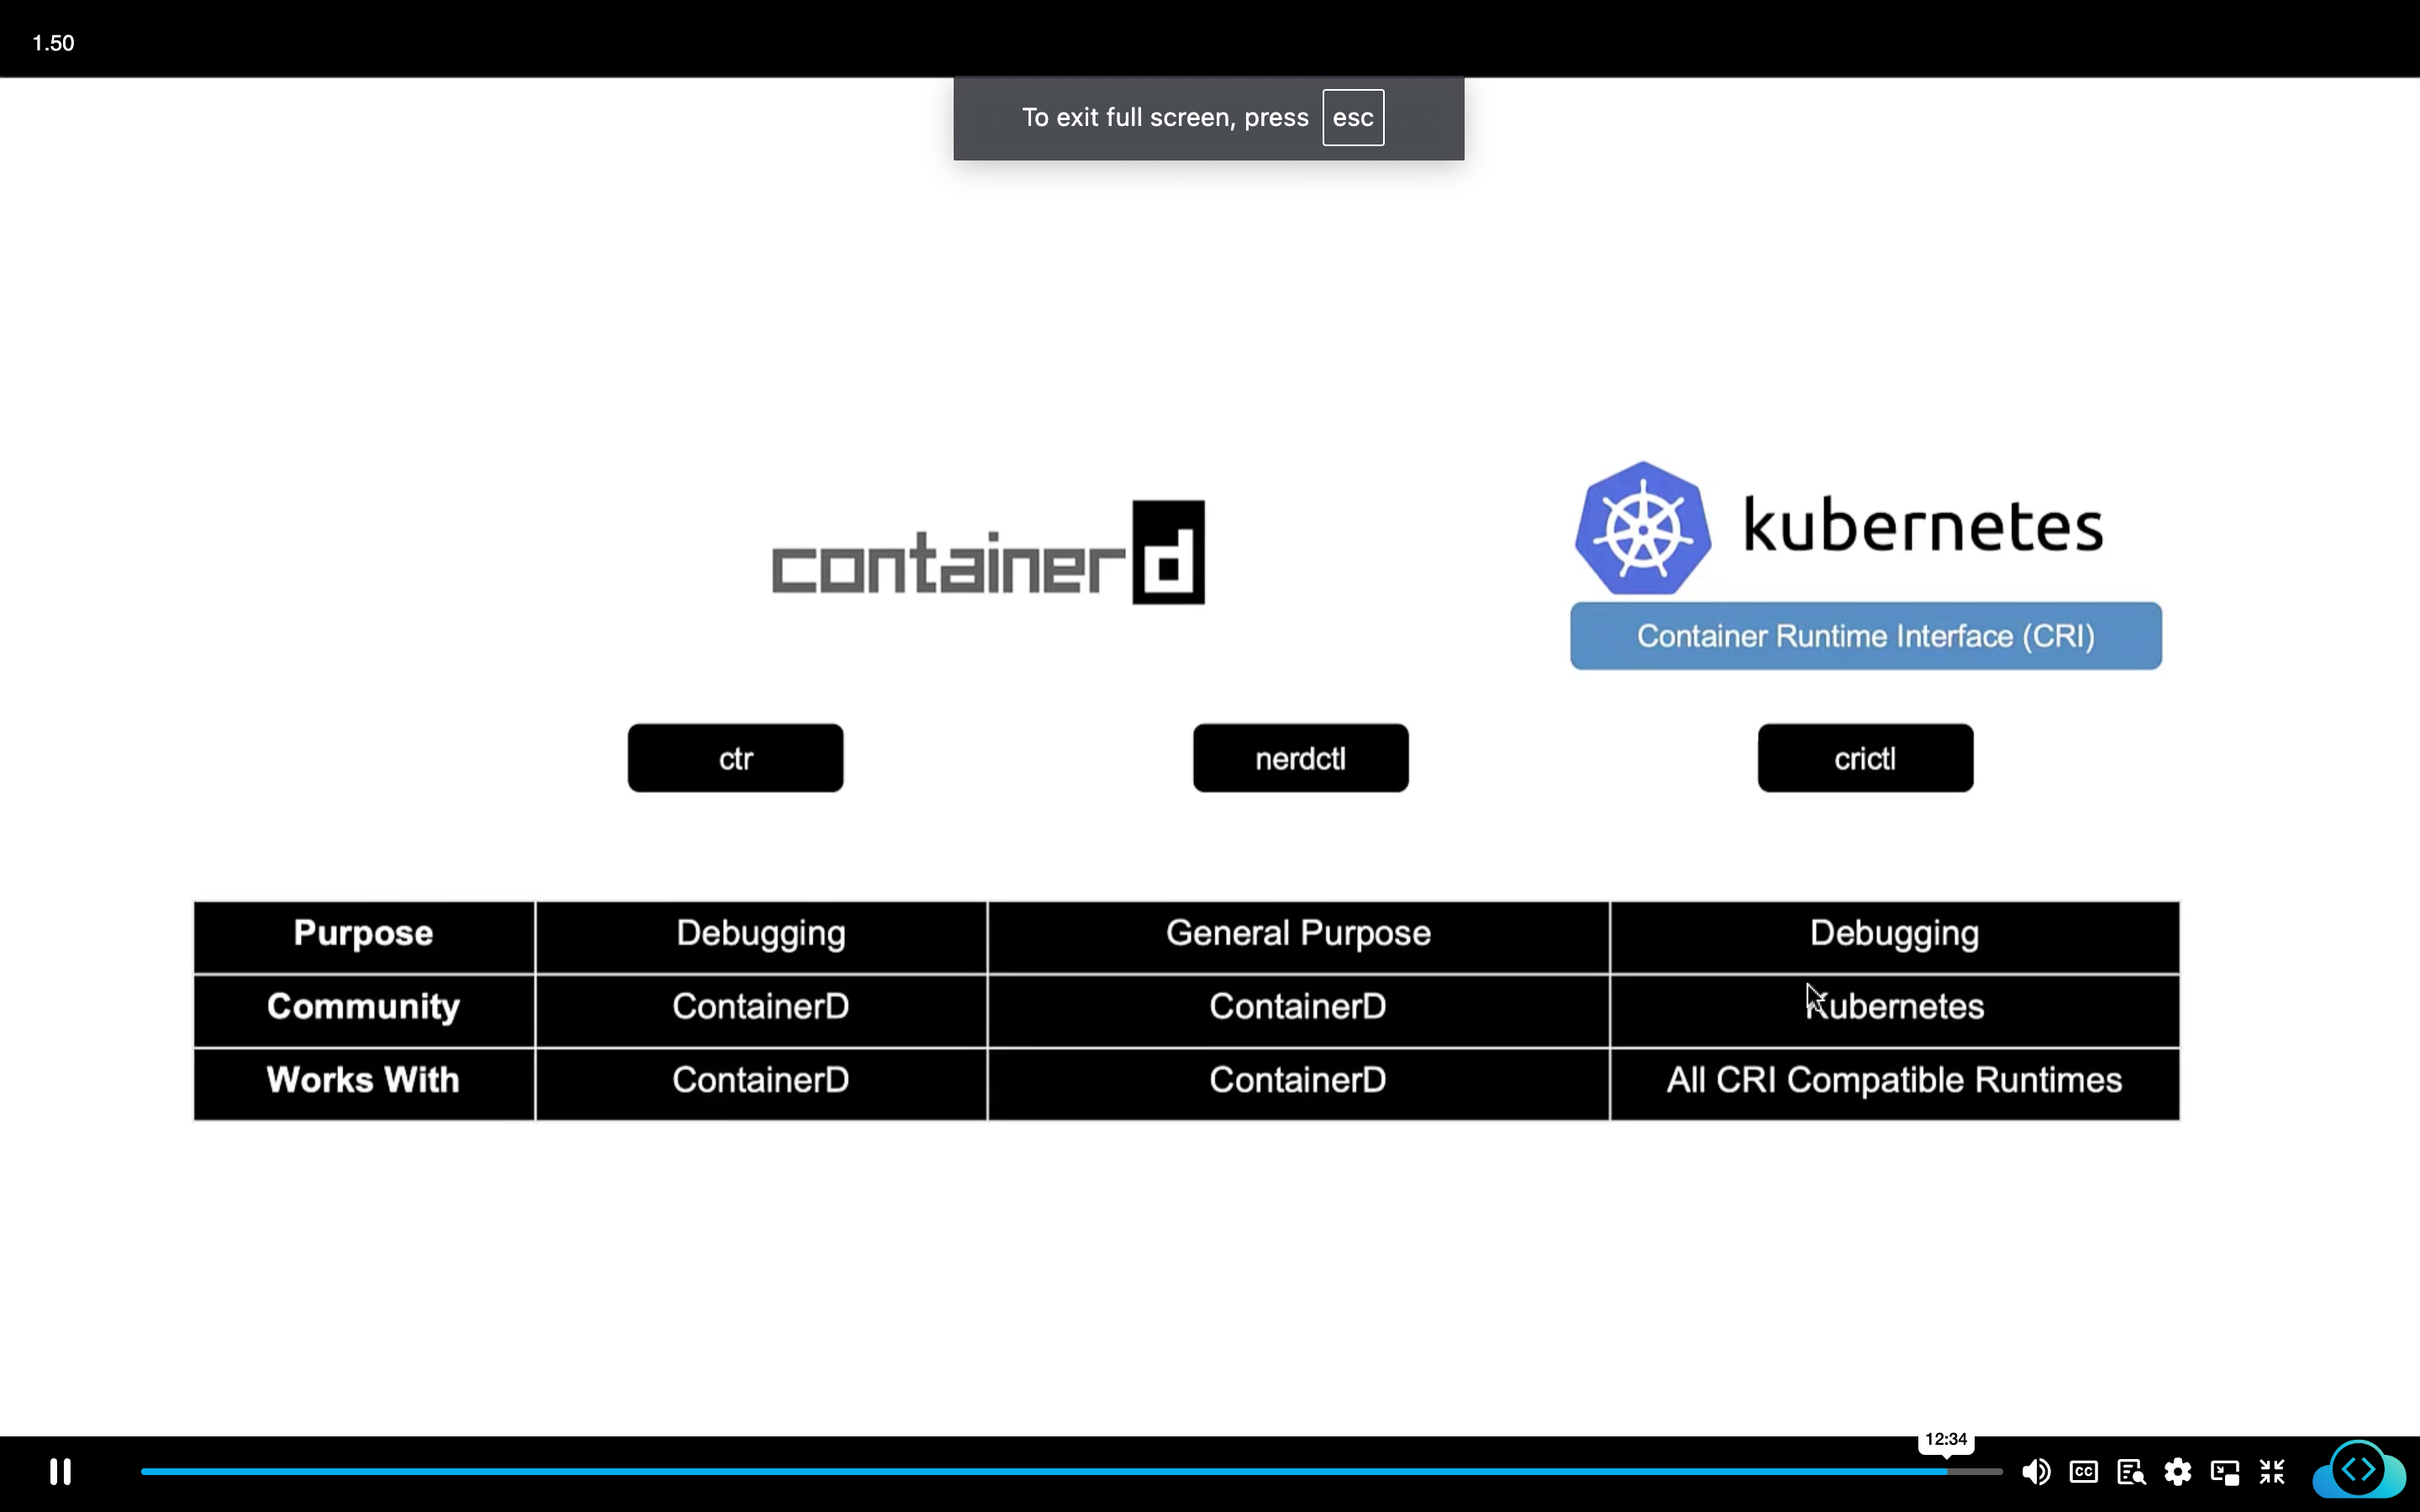 1.50
To exit full screen, press esc
containerd
kubernetes
Container Runtime Interface (CRI)
ctr nerdctl crictl
Purpose Debugging General Purpose Debugging
Community ContainerD ContainerD Kubernetes
Works With ContainerD ContainerD All CRI Compatible Runtimes
12:34
CC